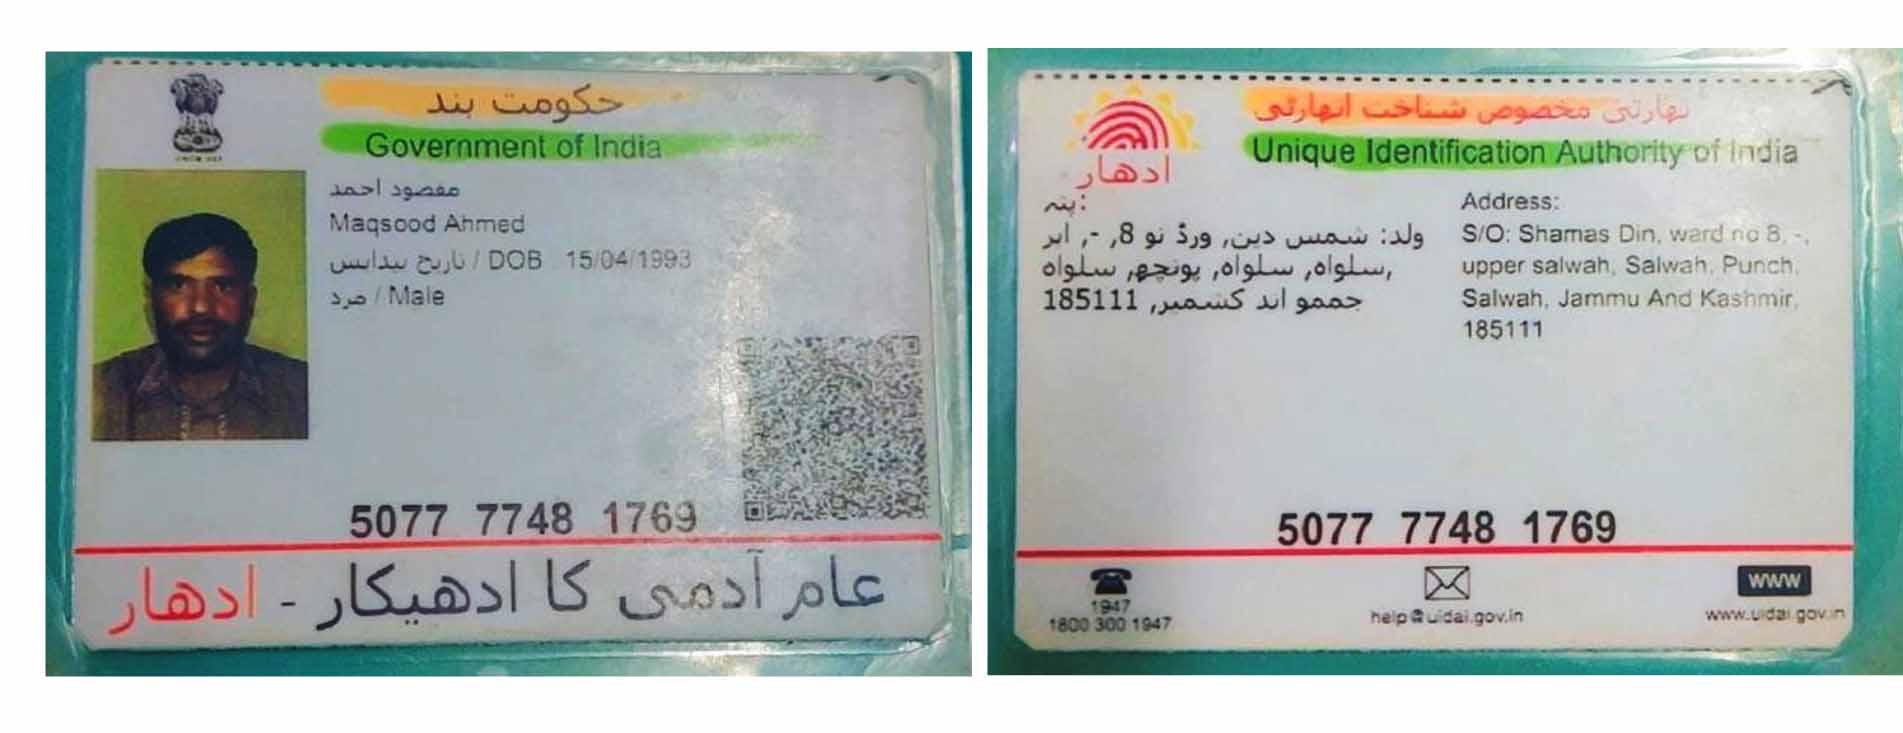 حکومت ہند
Government of India
مقصود احمد
Maqsood Ahmed
تاریخ پیدایس / DOB 15/04/1993
مرد / Male
5077 7748 1769
عام آدمی کا ادھیکار - ادھار
بھارتی مخصوص شناخت اتھارٹی
Unique Identification Authority of India
ادھار
پتہ:
ولد: شمس دین, ورڈ نو 8, -, اپر
سلواہ, سلواہ, پونچھ, سلواہ,
جممو اند کشمیر, 185111
Address:
S/O: Shamas Din, ward no 8, -,
upper salwah, Salwah, Punch,
Salwah, Jammu And Kashmir,
185111
5077 7748 1769
1947
1800 300 1947
help@uidai.gov.in
WWW
www.uidai.gov.in